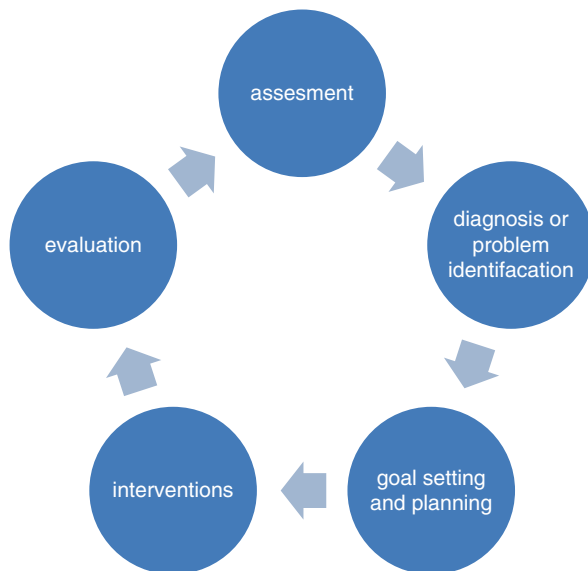 assesment
diagnosis or
problem
identifacation
goal setting
and planning
interventions
evaluation